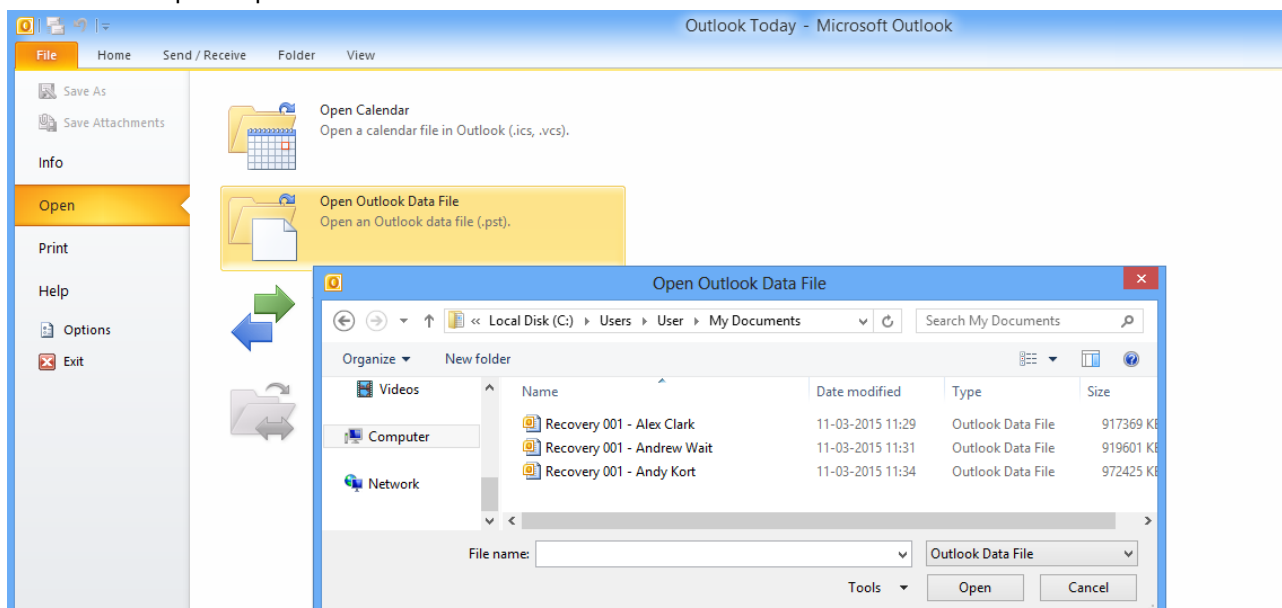 Outlook Today - Microsoft Outlook
File Home Send / Receive Folder View
Save As
Save Attachments
Info
Open
Print
Help
Options
Exit
Open Calendar
Open a calendar file in Outlook (.ics, .vcs).
Open Outlook Data File
Open an Outlook data file (.pst).
Open Outlook Data File
« Local Disk (C:) Users User My Documents
Search My Documents
Organize New folder
Videos
Computer
Network
Name Date modified Type Size
Recovery 001 - Alex Clark 11-03-2015 11:29 Outlook Data File 917369 KB
Recovery 001 - Andrew Wait 11-03-2015 11:31 Outlook Data File 919601 KB
Recovery 001 - Andy Kort 11-03-2015 11:34 Outlook Data File 972425 KB
File name:
Outlook Data File
Tools Open Cancel